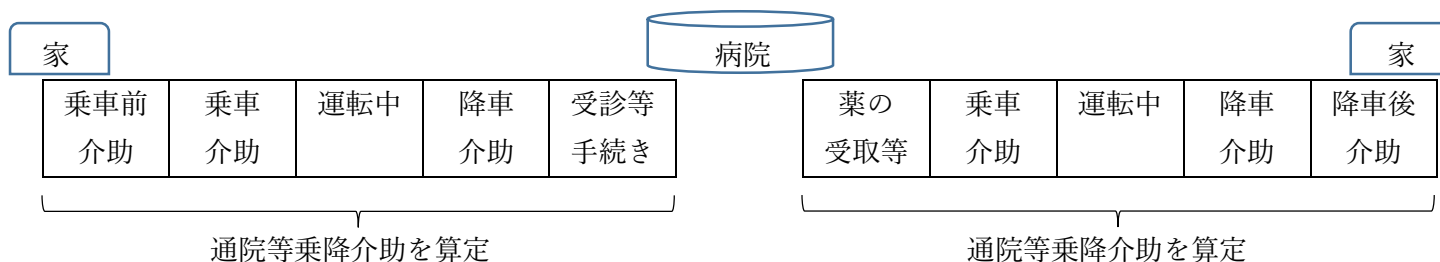 家
病院
家
乗車前
介助
乗車
介助
運転中
降車
介助
受診等
手続き
薬の
受取等
乗車
介助
運転中
降車
介助
降車後
介助
通院等乗降介助を算定
通院等乗降介助を算定